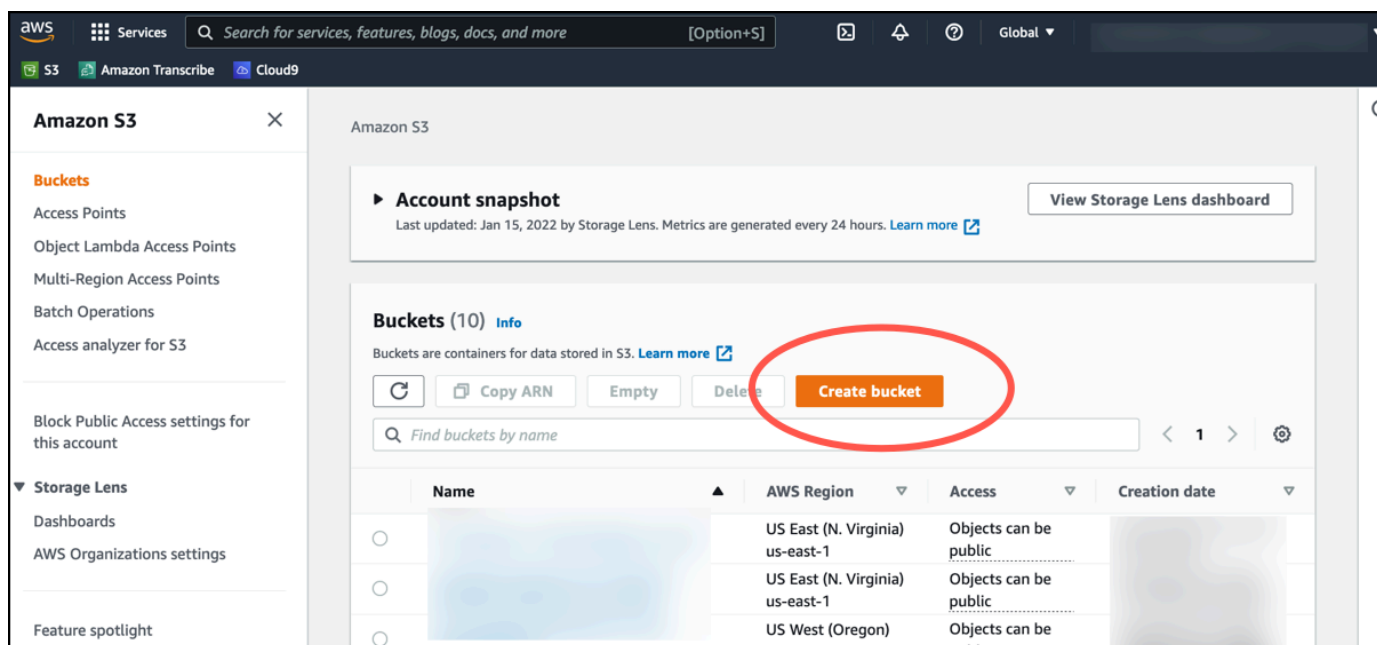 aws Services Search for services, features, blogs, docs, and more [Option+S] Global
S3 Amazon Transcribe Cloud9
Amazon S3
Buckets
Access Points
Object Lambda Access Points
Multi-Region Access Points
Batch Operations
Access analyzer for S3
Block Public Access settings for
this account
Storage Lens
Dashboards
AWS Organizations settings
Feature spotlight
Amazon S3
Account snapshot
View Storage Lens dashboard
Last updated: Jan 15, 2022 by Storage Lens. Metrics are generated every 24 hours. Learn more
Buckets (10) Info
Buckets are containers for data stored in S3. Learn more
Copy ARN Empty Delete Create bucket
Find buckets by name 1
Name AWS Region Access Creation date
US East (N. Virginia) Objects can be
us-east-1 public
US East (N. Virginia) Objects can be
us-east-1 public
US West (Oregon) Objects can be